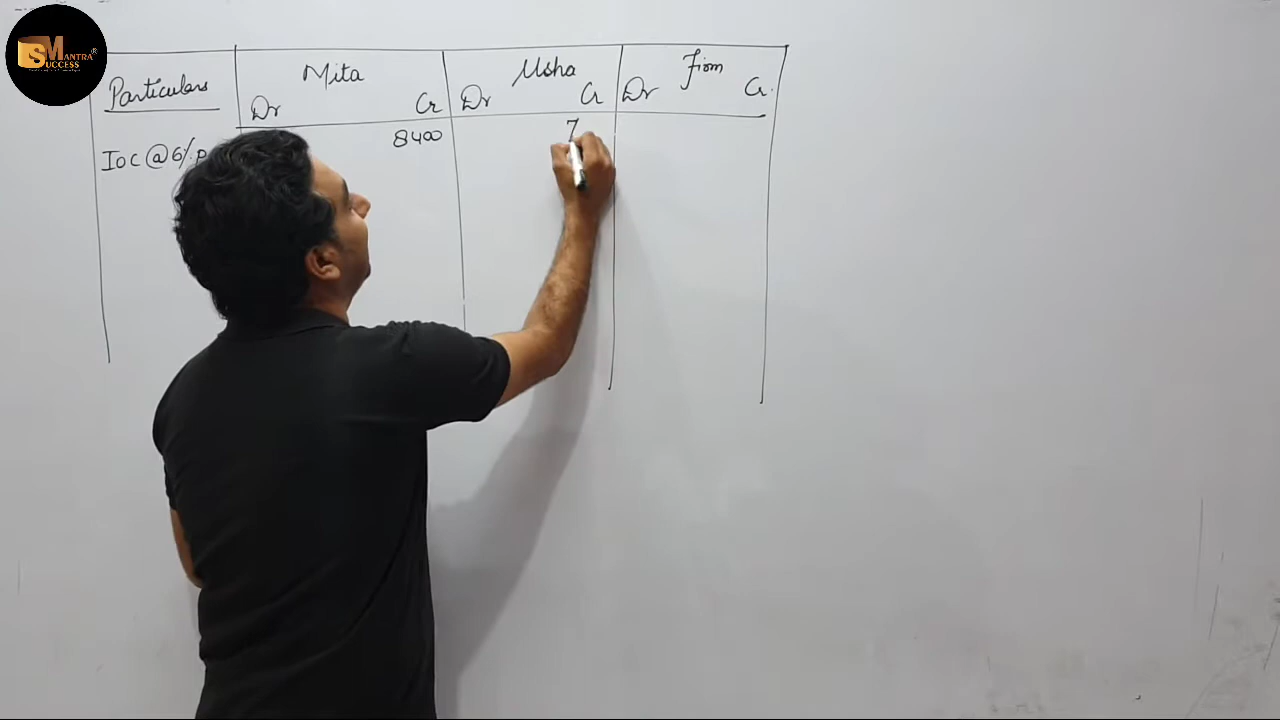 MANTRA
SUCCESS
Particulars
Mita
Usha
Firm
Dr
Cr
Dr
Cr
Dr
Cr.
IOC @ 6%. p
8400
7